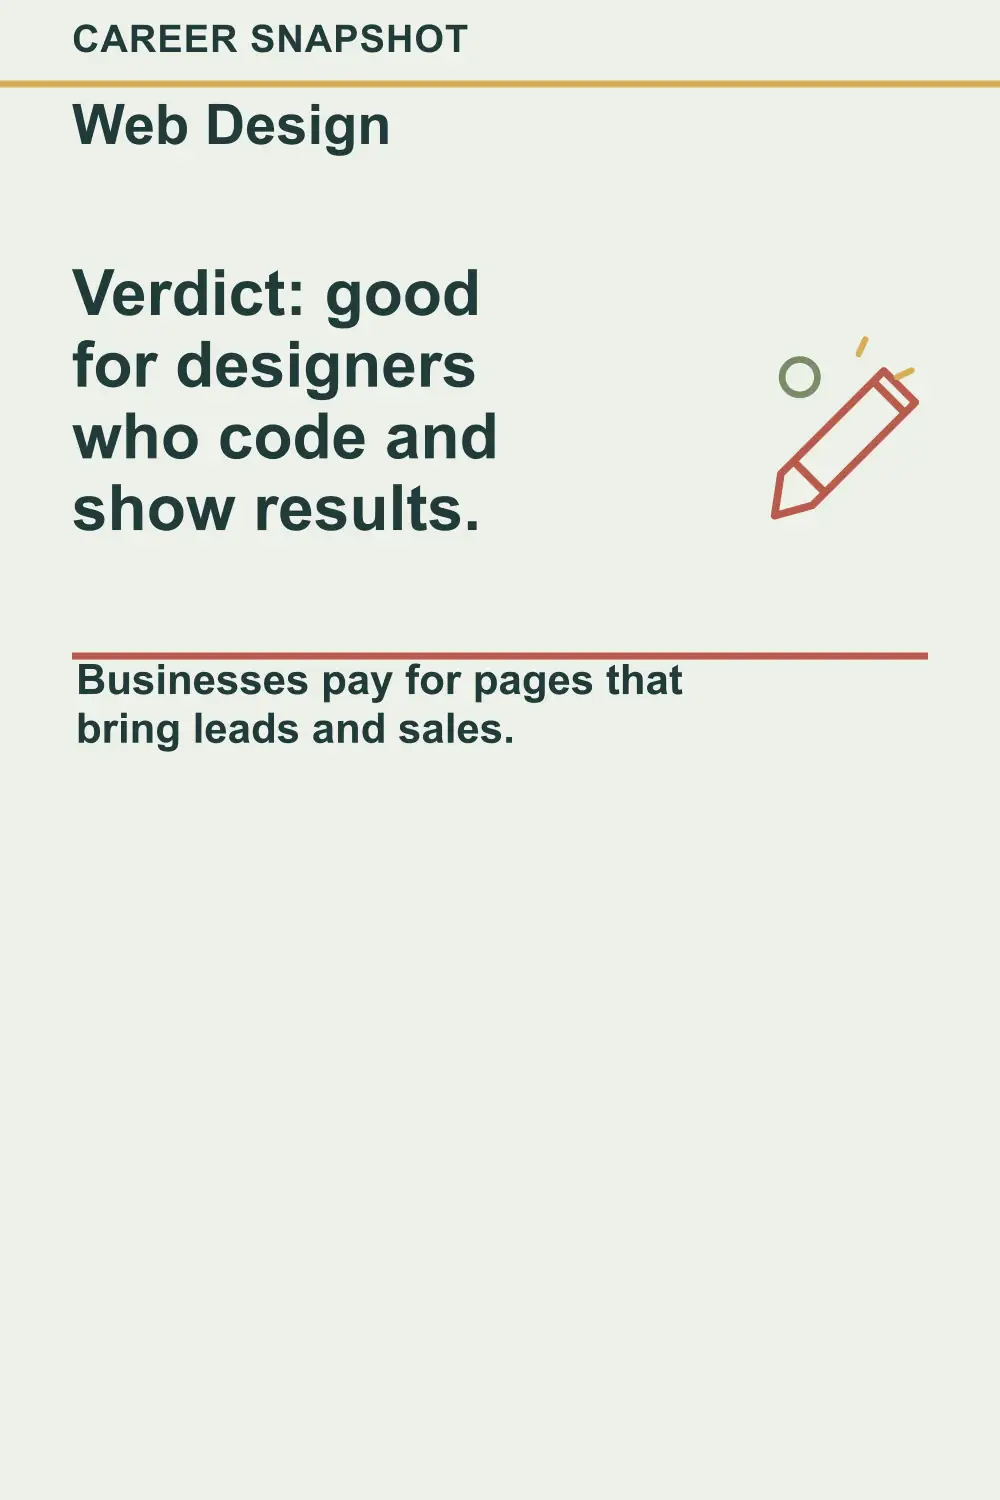 CAREER SNAPSHOT
Web Design
Verdict: good
for designers
who code and
show results.
Businesses pay for pages that
bring leads and sales.